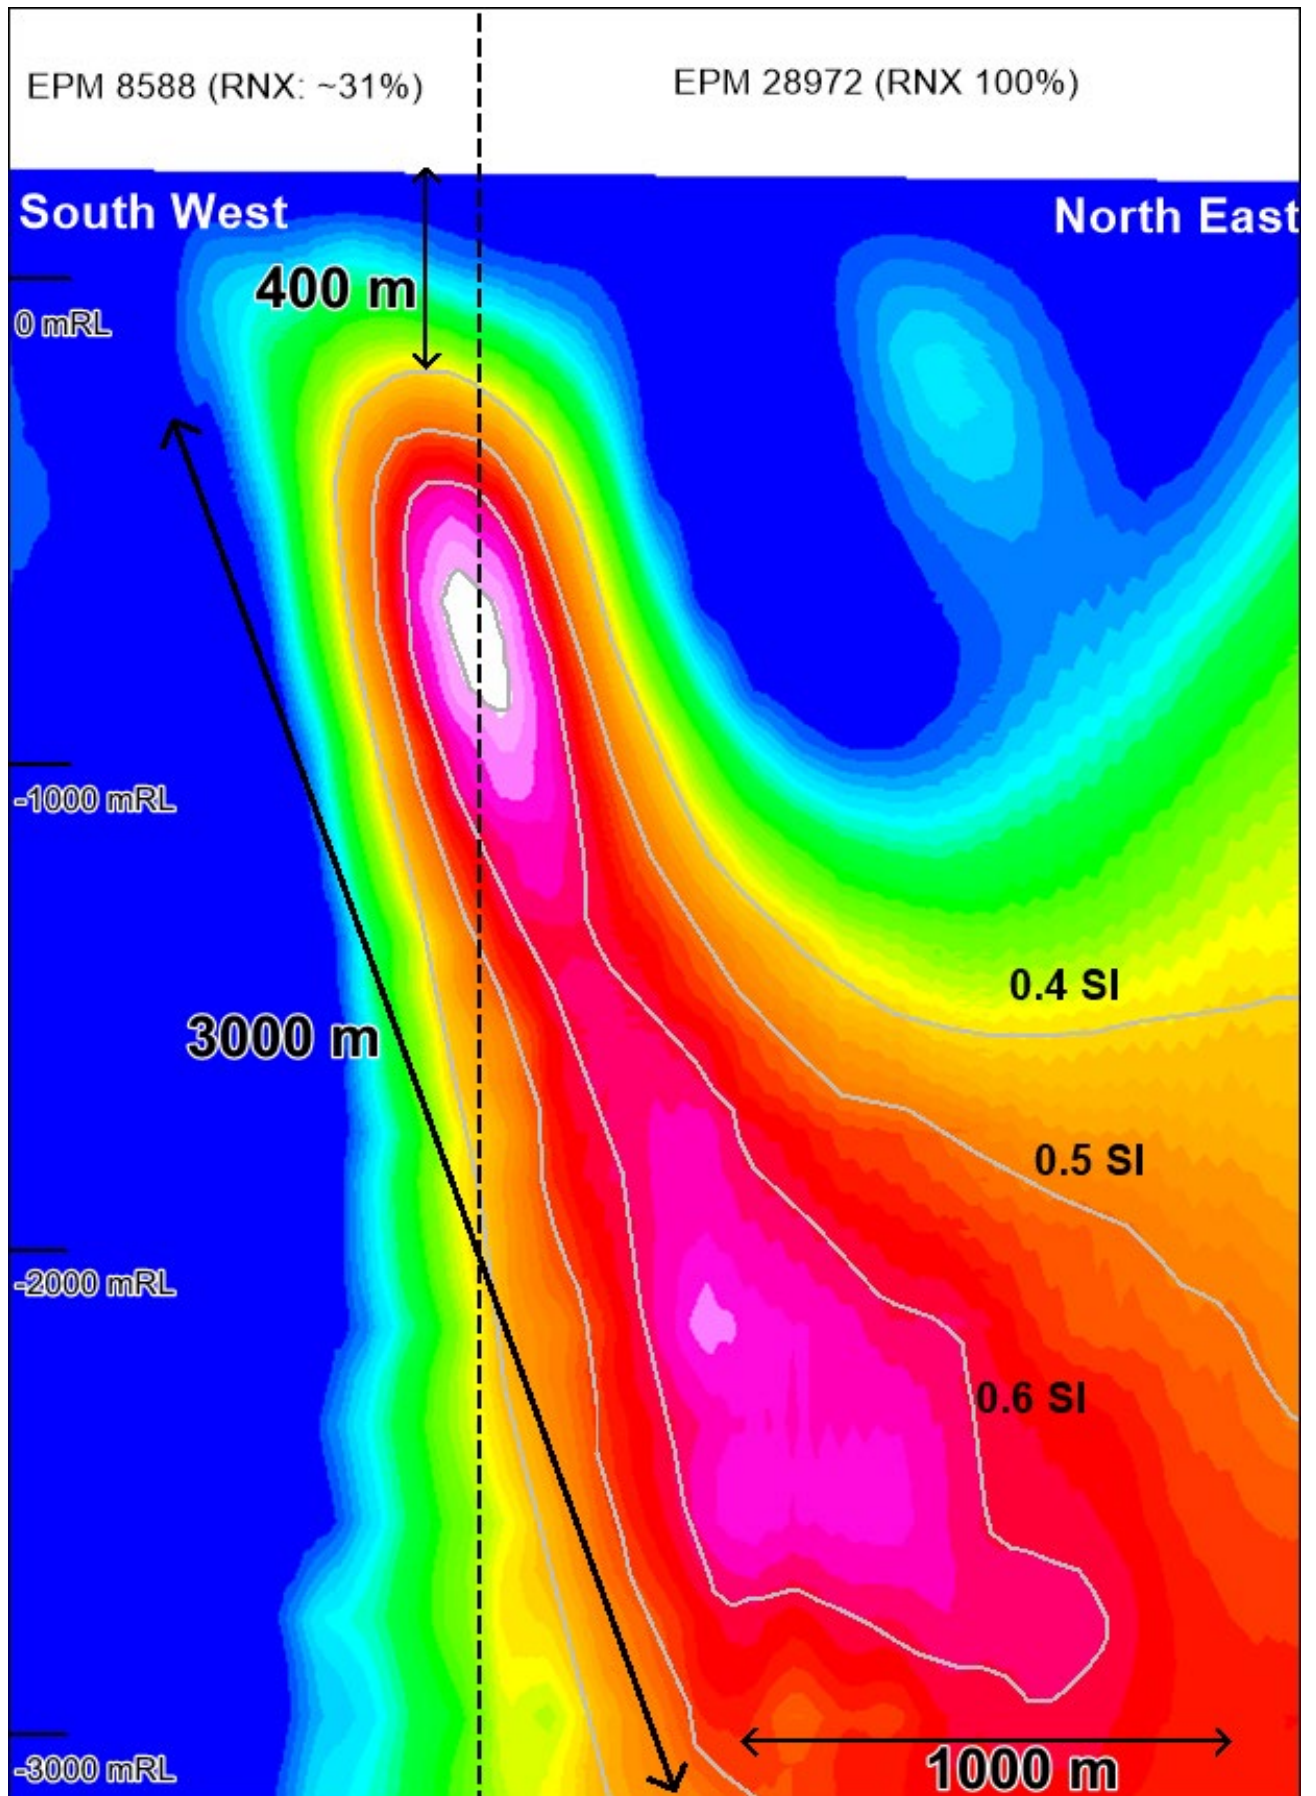 EPM 8588 (RNX: ~31%)
EPM 28972 (RNX 100%)
South West
North East
400 m
0 mRL
-1000 mRL
0.4 SI
3000 m
0.5 SI
-2000 mRL
0.6 SI
-3000 mRL
1000 m